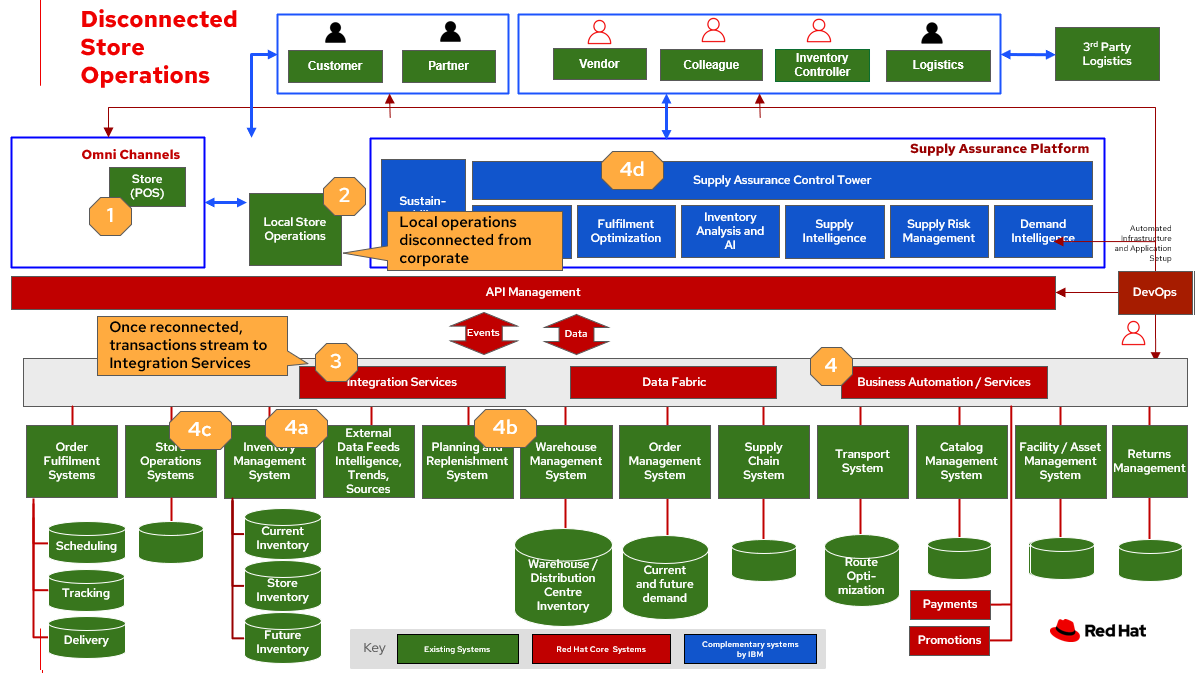 Disconnected
Store
Operations
Customer
Partner
Vendor
Colleague
Inventory
Controller
Logistics
3rd Party
Logistics
Omni Channels
Store
(POS)
1
2
Local Store
Operations
Supply Assurance Platform
4d
Supply Assurance Control Tower
Sustain-
Local operations
disconnected from
corporate
Fulfilment
Optimization
Inventory
Analysis and
AI
Supply
Intelligence
Supply Risk
Management
Demand
Intelligence
Automated
Infrastructure
and Application
Setup
API Management
DevOps
Events
Data
Once reconnected,
transactions stream to
Integration Services
3
Integration Services
Data Fabric
4
Business Automation / Services
4c
4a
4b
Order
Fulfilment
Systems
Store
Operations
Systems
Inventory
Management
System
External
Data Feeds
Intelligence,
Trends,
Sources
Planning and
Replenishment
System
Warehouse
Management
System
Order
Management
System
Supply
Chain
System
Transport
System
Catalog
Management
System
Facility / Asset
Management
System
Returns
Management
Scheduling
Tracking
Delivery
Current
Inventory
Store
Inventory
Future
Inventory
Warehouse /
Distribution
Centre
Inventory
Current
and future
demand
Route
Opti-
mization
Payments
Promotions
Key
Existing Systems
Red Hat Core Systems
Complementary systems
by IBM
Red Hat